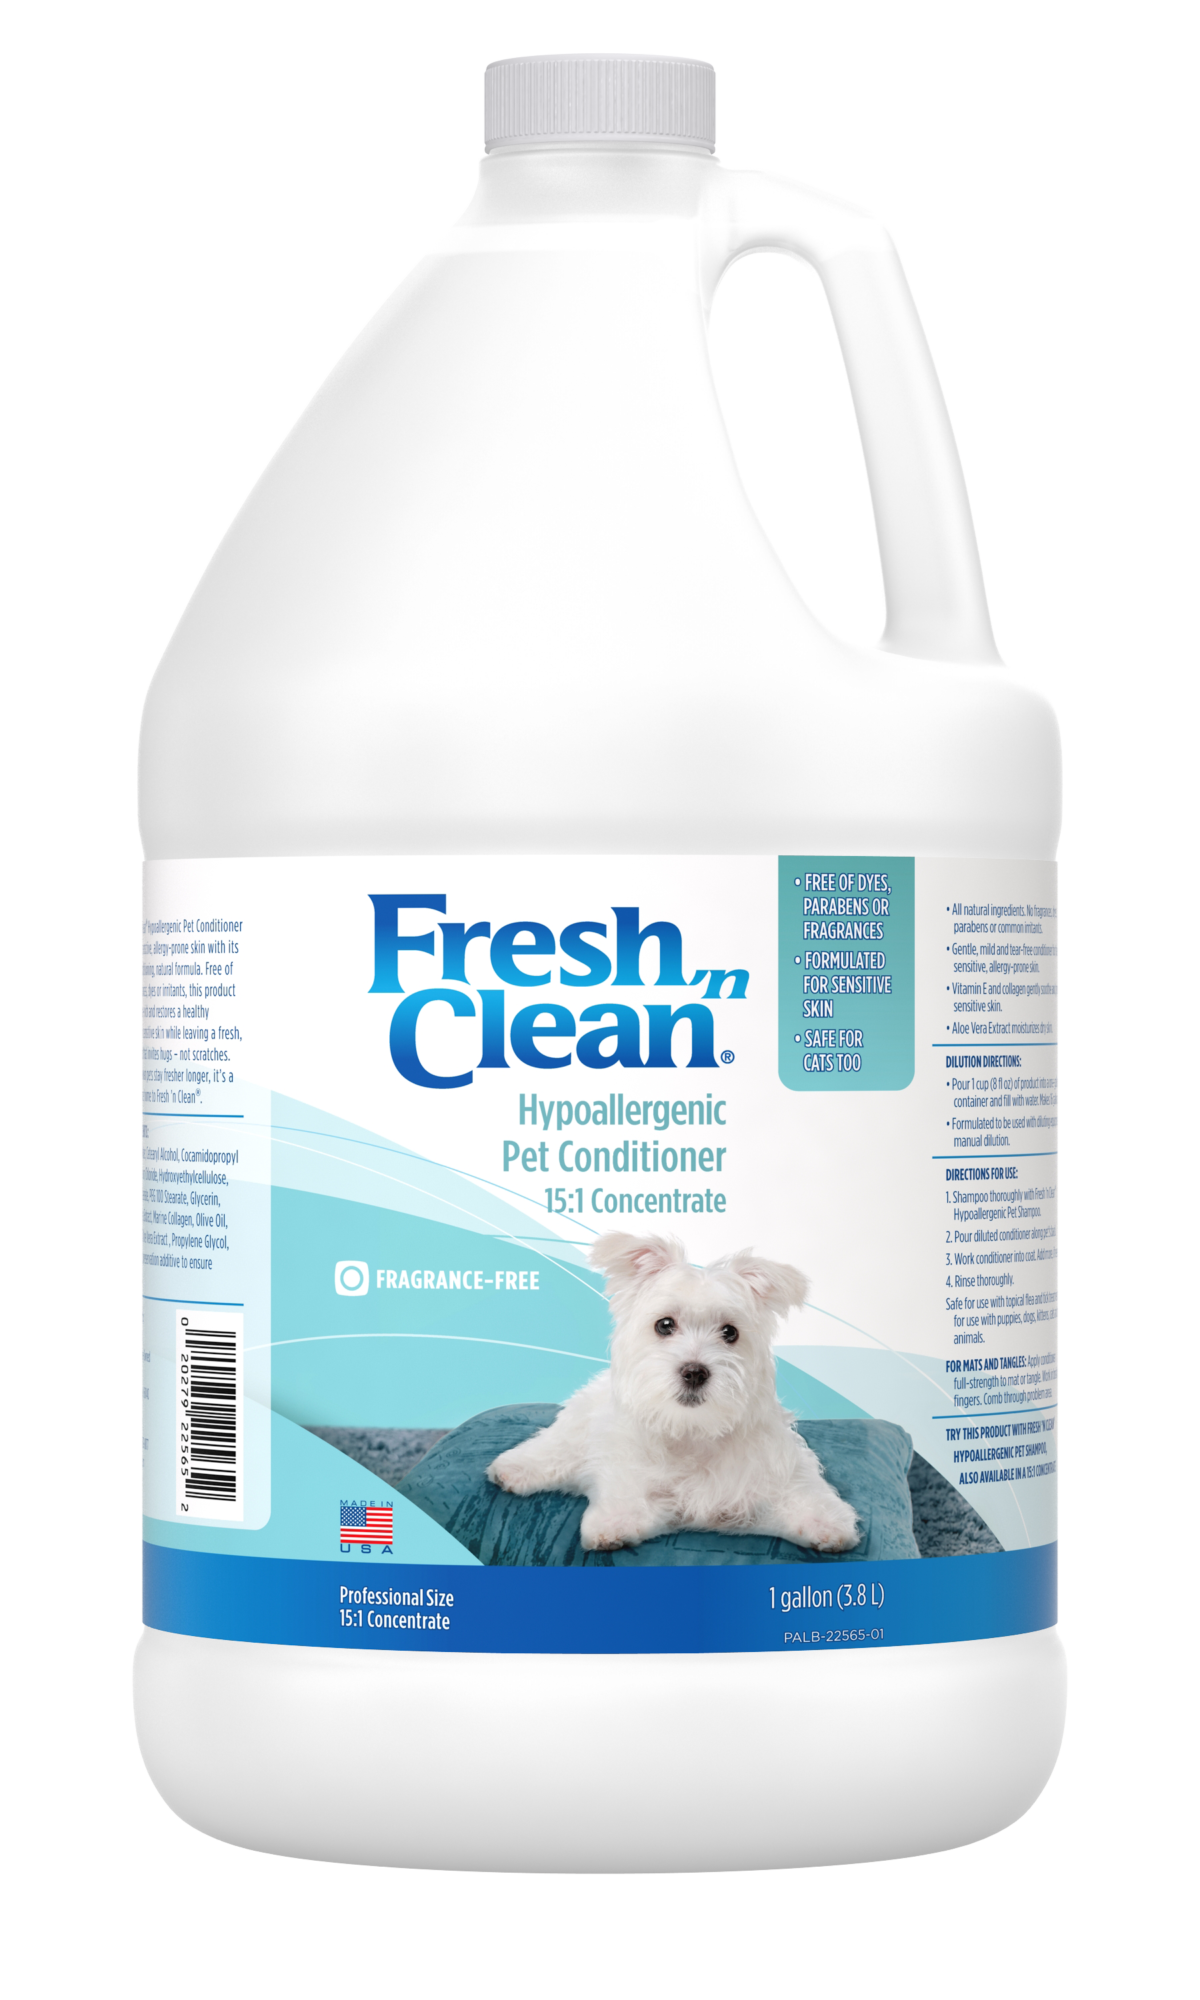 Hypoallergenic Pet Conditioner
allergy-prone skin with its
natural formula. Free of
dyes or irritants, this product
and restores a healthy
skin while leaving a fresh,
invites hugs – not scratches.
stay fresher longer, it's a
to Fresh 'n Clean®.
Alcohol, Cocamidopropyl
Hydroxyethylcellulose,
PEG 100 Stearate, Glycerin,
Marine Collagen, Olive Oil,
Extract, Propylene Glycol,
additive to ensure
0 20279 22565 2
Fresh 'n
Clean®
Hypoallergenic
Pet Conditioner
15:1 Concentrate
FRAGRANCE-FREE
MADE IN
USA
Professional Size
15:1 Concentrate
1 gallon (3.8 L)
PALB-22565-01
• FREE OF DYES,
PARABENS OR
FRAGRANCES
• FORMULATED
FOR SENSITIVE
SKIN
• SAFE FOR
CATS TOO
• All natural ingredients. No fragrance,
parabens or common irritants.
• Gentle, mild and tear-free conditioner
sensitive, allergy-prone skin.
• Vitamin E and collagen gently soothe
sensitive skin.
• Aloe Vera Extract moisturizes dry skin.
DILUTION DIRECTIONS:
• Pour 1 cup (8 fl oz) of product into
container and fill with water. Makes
• Formulated to be used with diluting
manual dilution.
DIRECTIONS FOR USE:
1. Shampoo thoroughly with Fresh 'n Clean®
Hypoallergenic Pet Shampoo.
2. Pour diluted conditioner along pet's
3. Work conditioner into coat. Add
4. Rinse thoroughly.
Safe for use with topical flea and tick
for use with puppies, dogs, kittens,
animals.
FOR MATS AND TANGLES: Apply
full-strength to mat or tangle. Work
fingers. Comb through problem area.
TRY THIS PRODUCT WITH FRESH 'N CLEAN®
HYPOALLERGENIC PET SHAMPOO,
ALSO AVAILABLE IN A 15:1